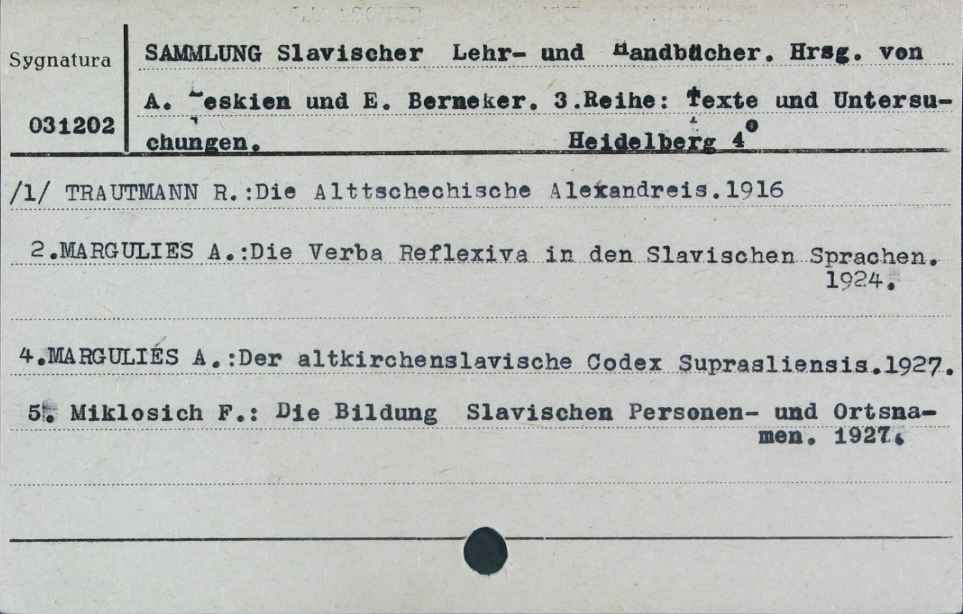 Sygnatura
031202
SAMMLUNG Slavischer Lehr- und Handbücher. Hrsg. von
A. Leskien und E. Berneker. 3.Reihe: Texte und Untersu-
chungen. Heidelberg 4°
/1/ TRAUTMANN R.:Die Alttschechische Alexandreis.1916
2.MARGULIES A.:Die Verba Reflexiva in den Slavischen Sprachen.
1924.
4.MARGULIÉS A.:Der altkirchenslavische Codex Suprasliensis.1927.
5. Miklosich F.: Die Bildung Slavischen Personen- und Ortsna-
men. 1927.